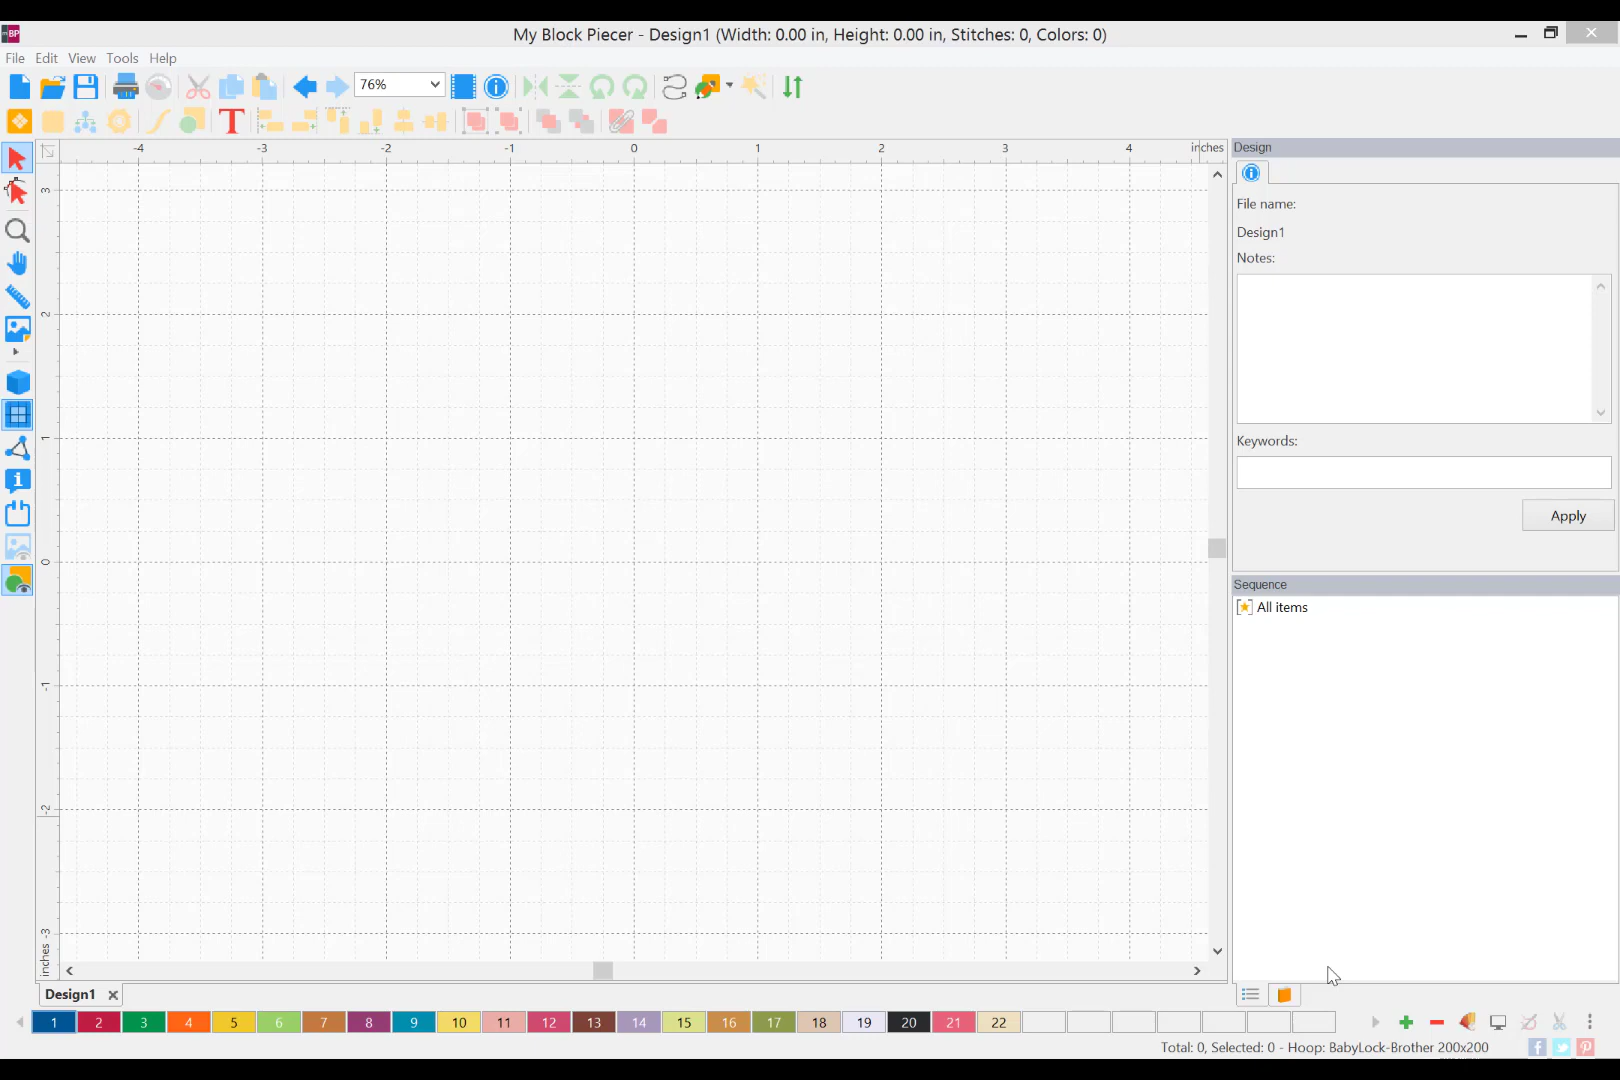 mBP
My Block Piecer - Design1 (Width: 0.00 in, Height: 0.00 in, Stitches: 0, Colors: 0)
File Edit View Tools Help
76%
T
-4 -3 -2 -1 0 1 2 3 4 inches
3
2
1
0
-1
-2
-3
inches
Design
File name:
Design1
Notes:
Keywords:
Apply
Sequence
All items
Design1
1 2 3 4 5 6 7 8 9 10 11 12 13 14 15 16 17 18 19 20 21 22
Total: 0, Selected: 0 - Hoop: BabyLock-Brother 200x200